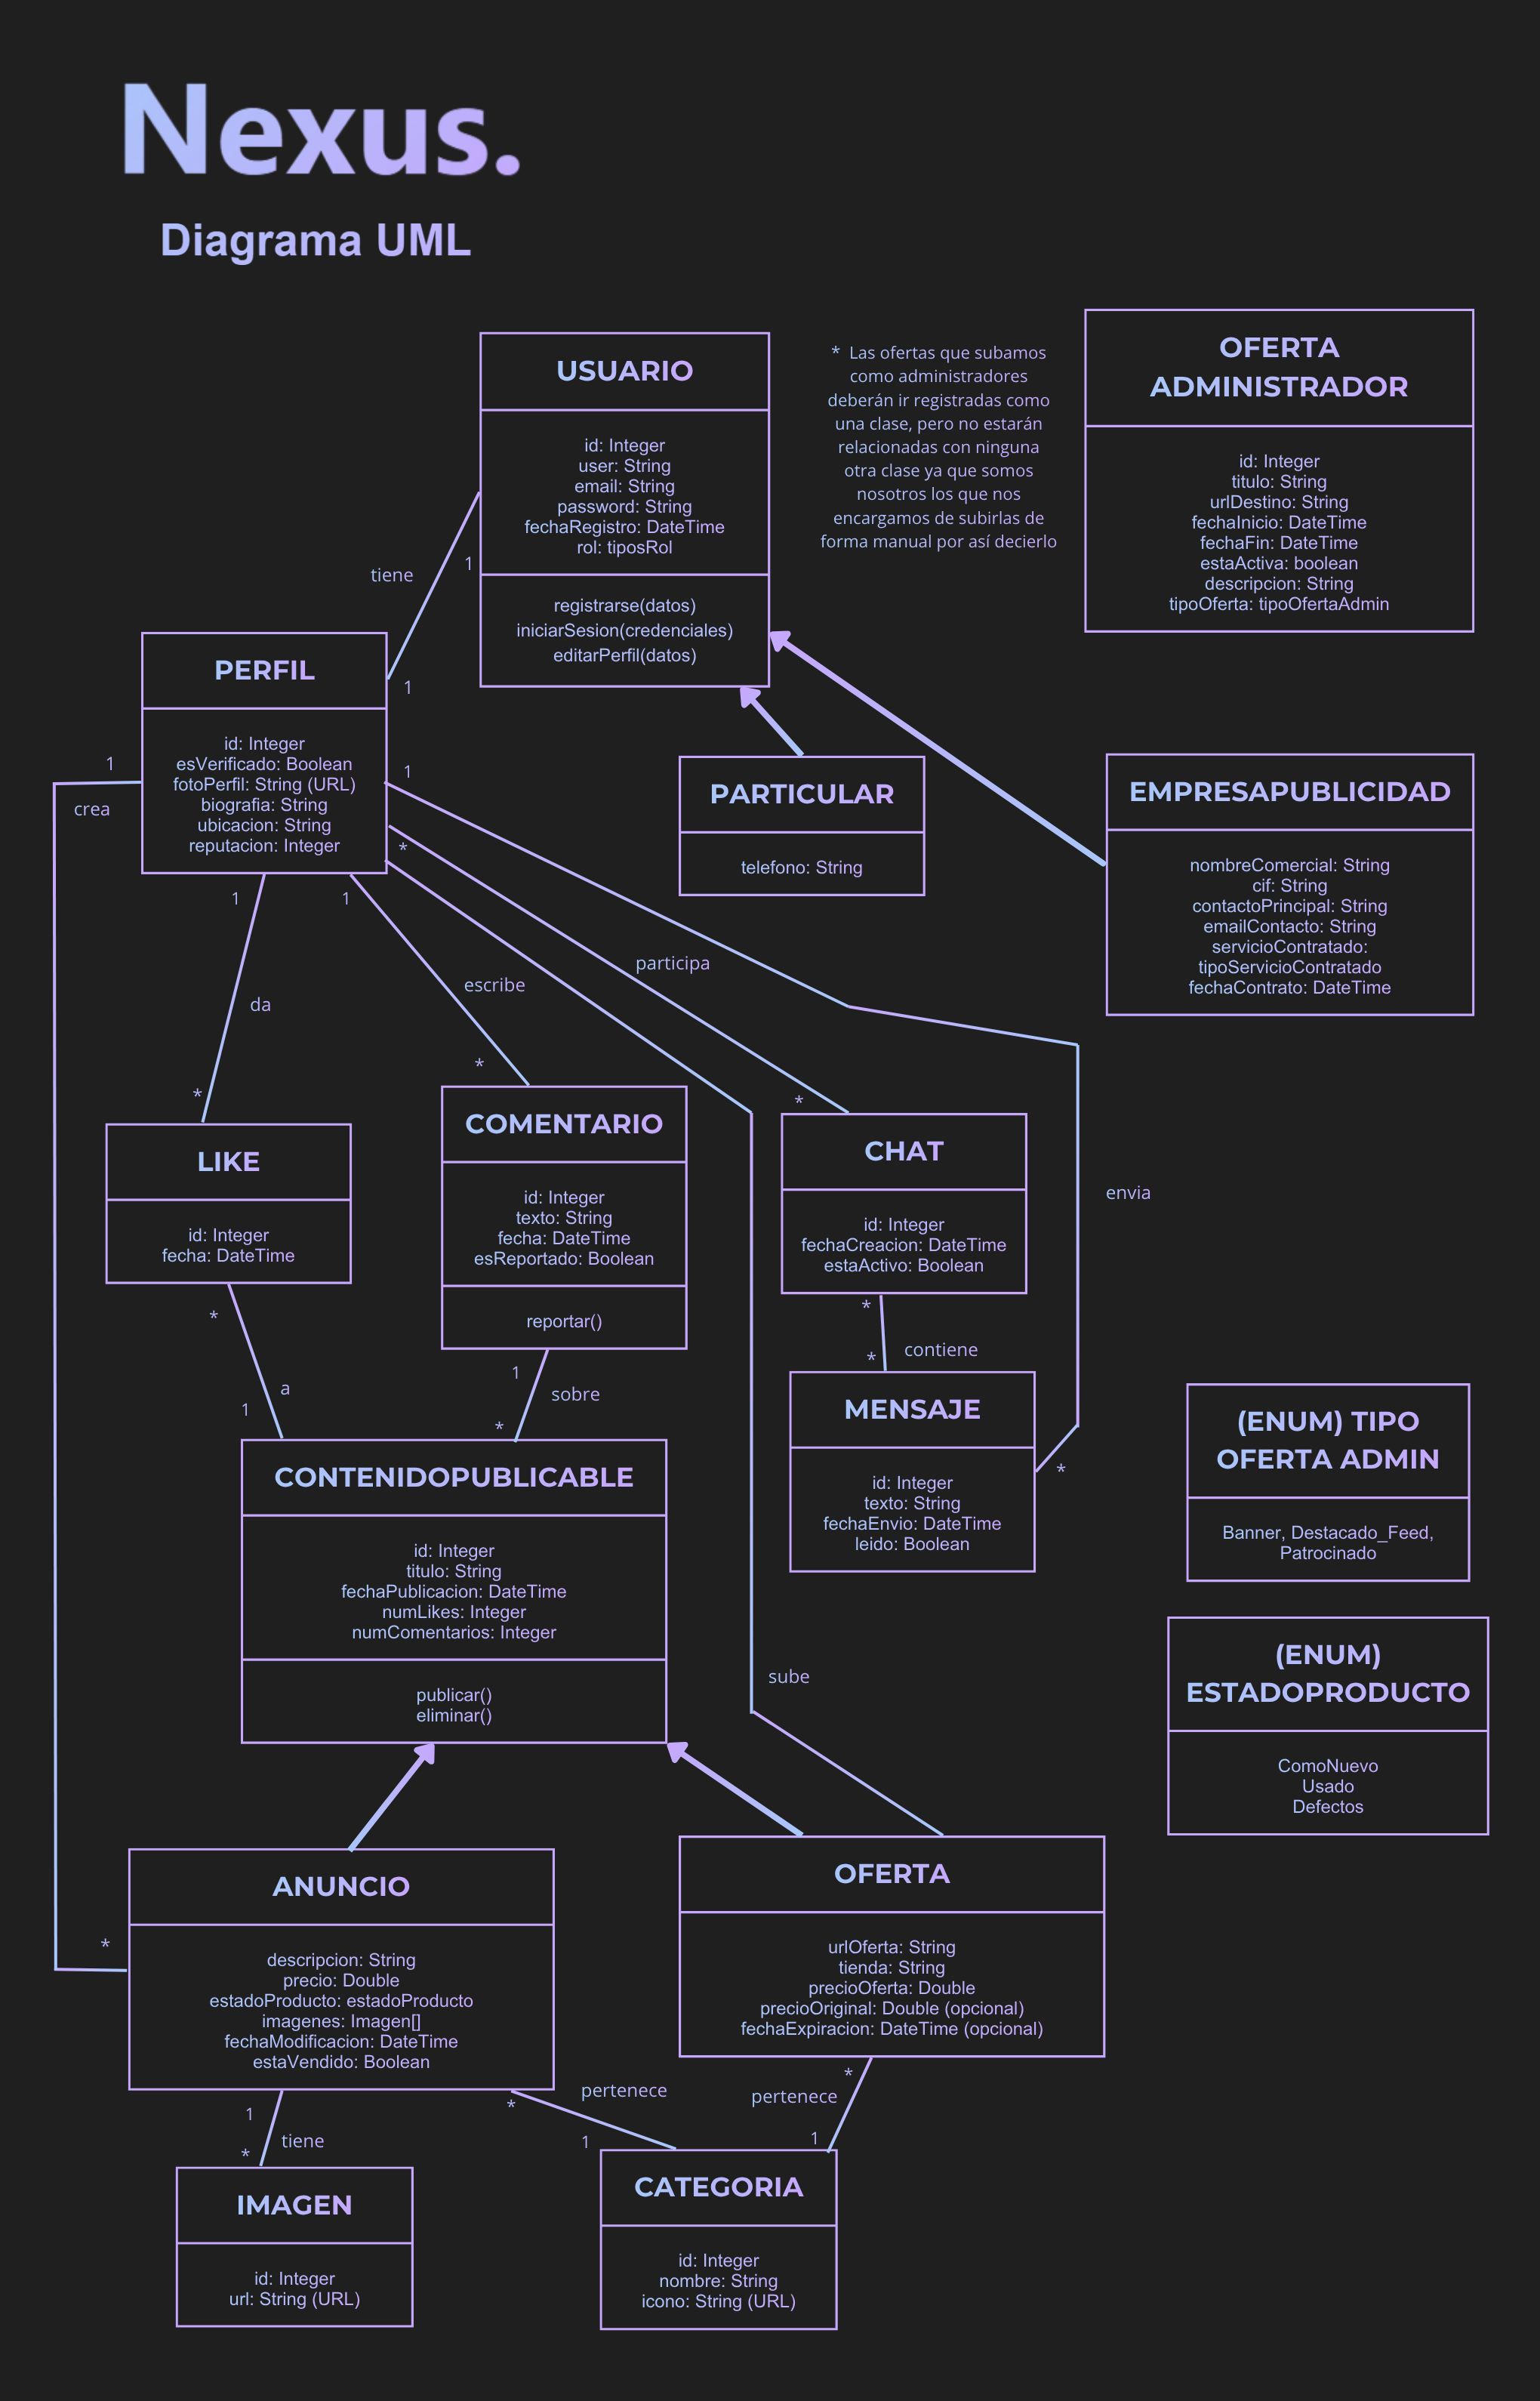 Nexus.
Diagrama UML
USUARIO
id: Integer
user: String
email: String
password: String
fechaRegistro: DateTime
rol: tiposRol
registrarse(datos)
iniciarSesion(credenciales)
editarPerfil(datos)
* Las ofertas que subamos
como administradores
deberán ir registradas como
una clase, pero no estarán
relacionadas con ninguna
otra clase ya que somos
nosotros los que nos
encargamos de subirlas de
forma manual por así decierlo
OFERTA
ADMINISTRADOR
id: Integer
titulo: String
urlDestino: String
fechaInicio: DateTime
fechaFin: DateTime
estaActiva: boolean
descripcion: String
tipoOferta: tipoOfertaAdmin
tiene
1
1
PERFIL
id: Integer
esVerificado: Boolean
fotoPerfil: String (URL)
biografia: String
ubicacion: String
reputacion: Integer
1
crea
1
*
1
1
PARTICULAR
telefono: String
EMPRESAPUBLICIDAD
nombreComercial: String
cif: String
contactoPrincipal: String
emailContacto: String
servicioContratado:
tipoServicioContratado
fechaContrato: DateTime
da
*
escribe
*
participa
*
envia
LIKE
id: Integer
fecha: DateTime
COMENTARIO
id: Integer
texto: String
fecha: DateTime
esReportado: Boolean
reportar()
CHAT
id: Integer
fechaCreacion: DateTime
estaActivo: Boolean
*
a
1
1
sobre
*
*
contiene
*
MENSAJE
id: Integer
texto: String
fechaEnvio: DateTime
leido: Boolean
*
(ENUM) TIPO
OFERTA ADMIN
Banner, Destacado_Feed,
Patrocinado
CONTENIDOPUBLICABLE
id: Integer
titulo: String
fechaPublicacion: DateTime
numLikes: Integer
numComentarios: Integer
publicar()
eliminar()
sube
(ENUM)
ESTADOPRODUCTO
ComoNuevo
Usado
Defectos
*
ANUNCIO
descripcion: String
precio: Double
estadoProducto: estadoProducto
imagenes: Imagen[]
fechaModificacion: DateTime
estaVendido: Boolean
OFERTA
urlOferta: String
tienda: String
precioOferta: Double
precioOriginal: Double (opcional)
fechaExpiracion: DateTime (opcional)
1
tiene
*
*
pertenece
1
*
pertenece
1
IMAGEN
id: Integer
url: String (URL)
CATEGORIA
id: Integer
nombre: String
icono: String (URL)